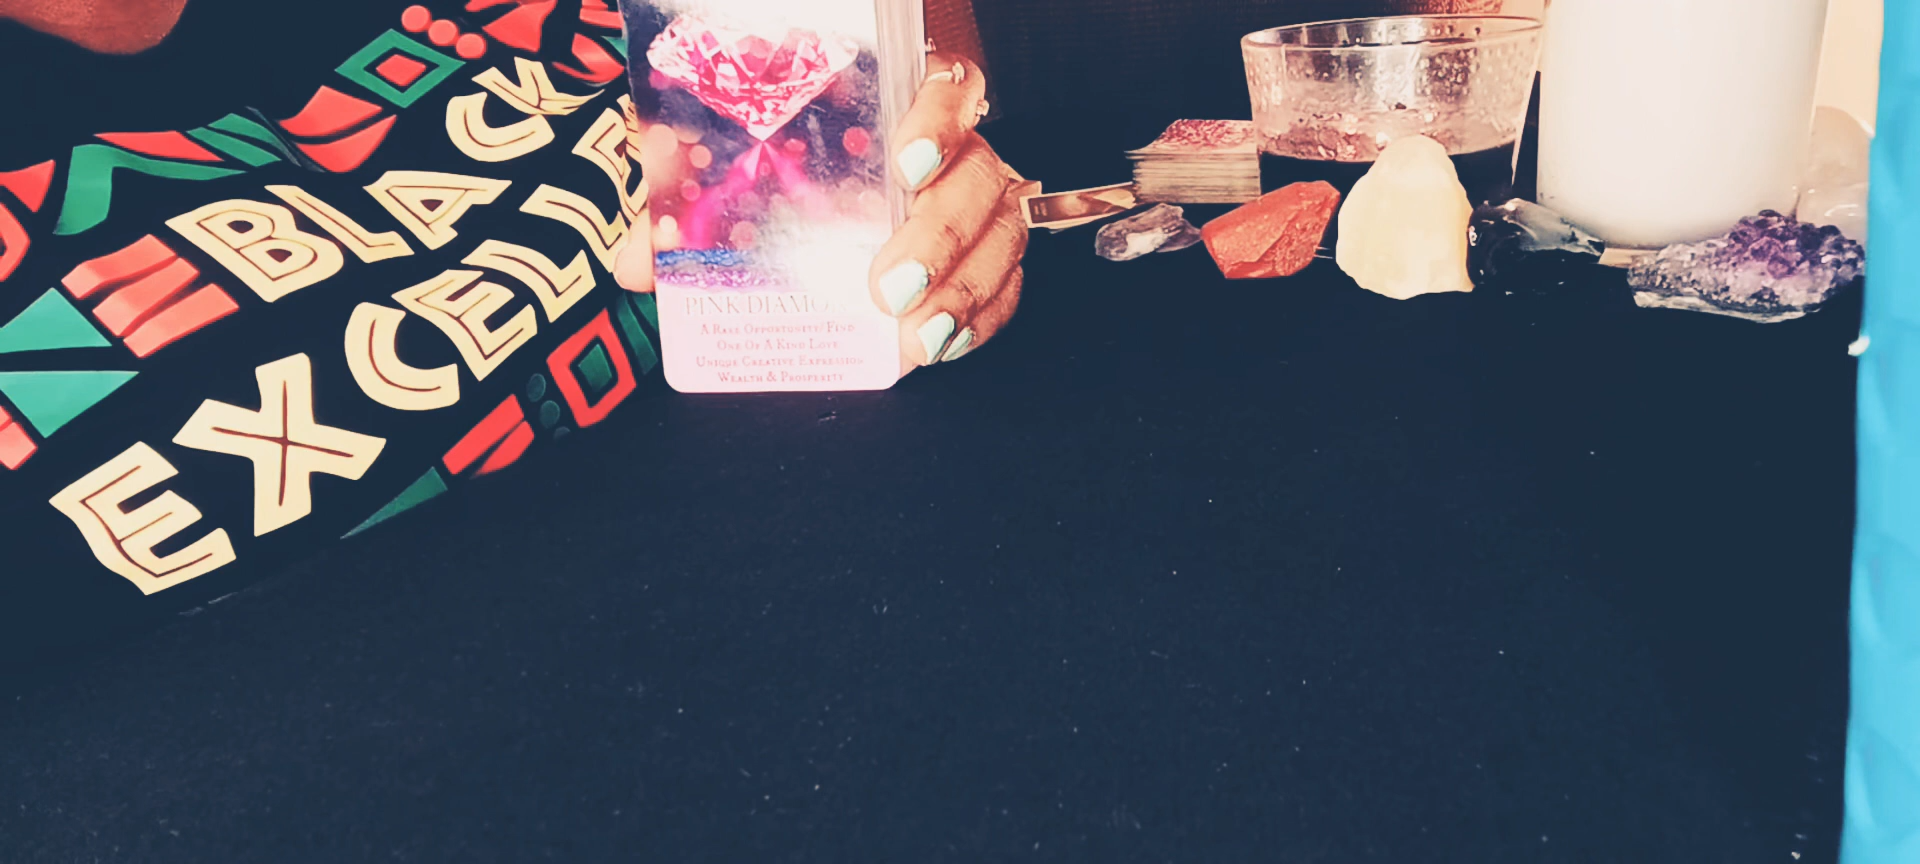 BLACK
EXCELLE
PINK DIAMO
A Rare Opportunity/Find
One Of A Kind Love
Unique Creative Expression
Wealth & Prosperity